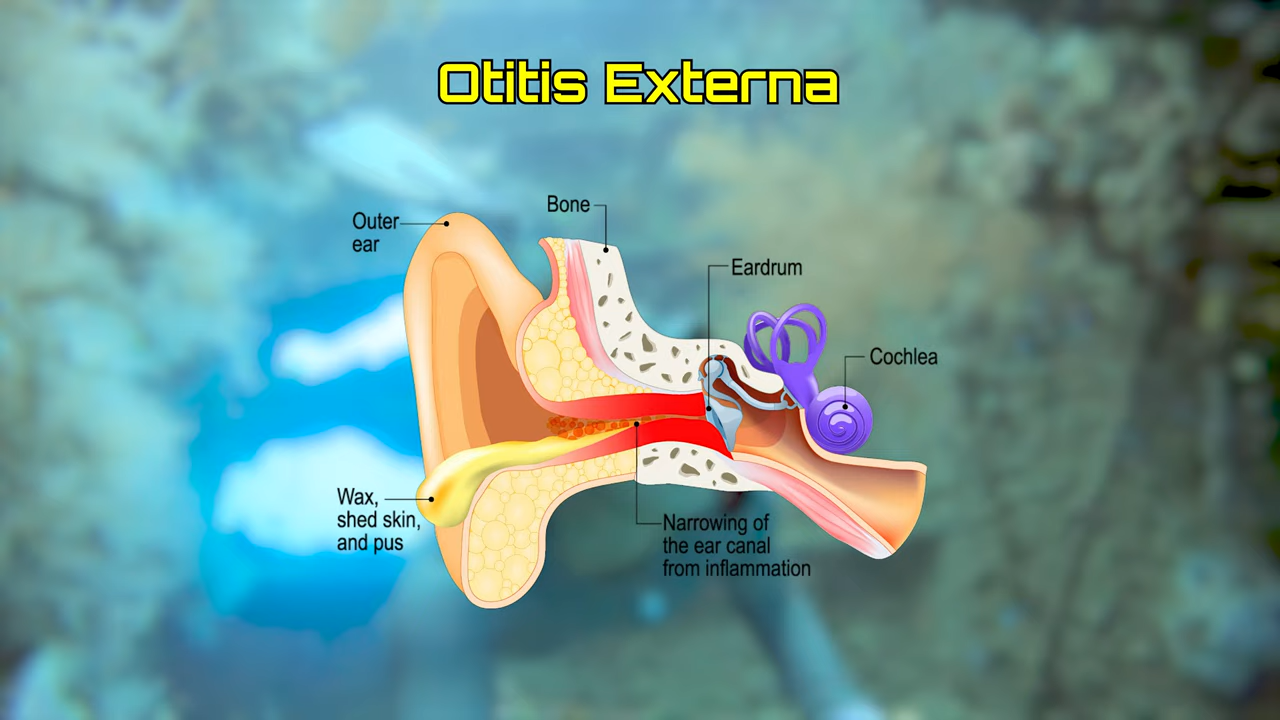 Otitis Externa
Bone
Outer
ear
Eardrum
Cochlea
Wax,
shed skin,
and pus
Narrowing of
the ear canal
from inflammation